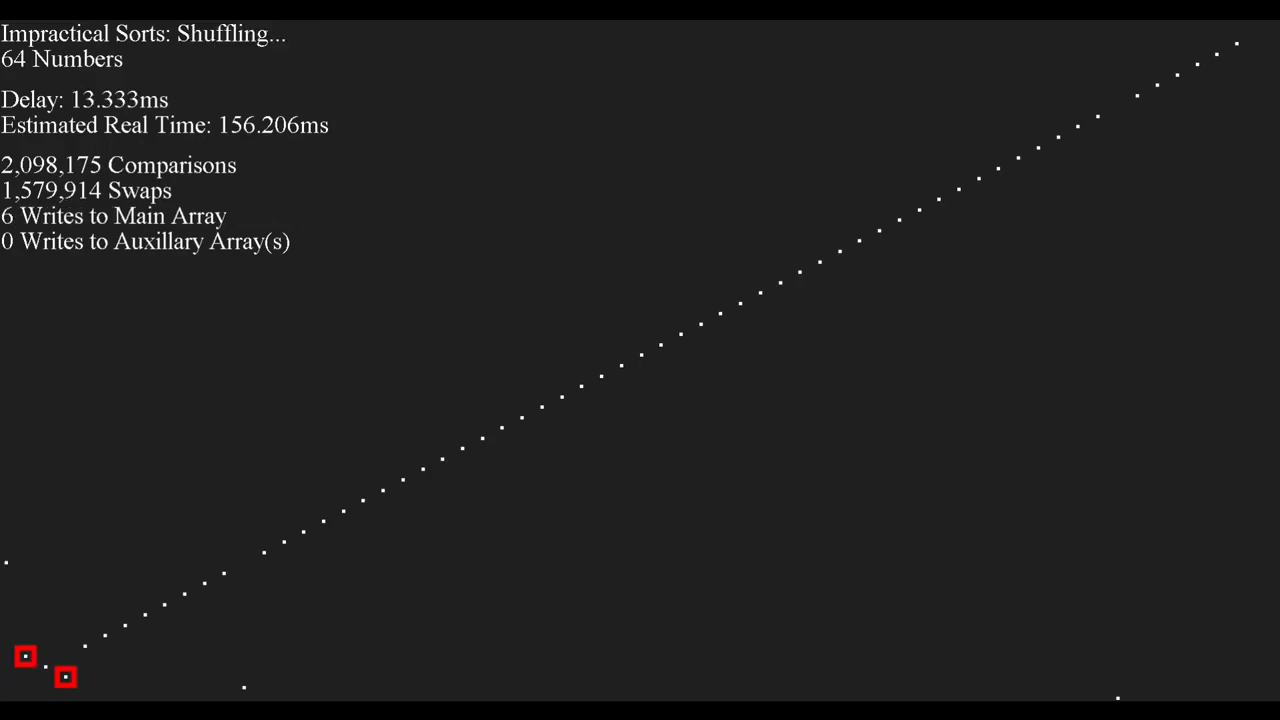 Impractical Sorts: Shuffling...
64 Numbers
Delay: 13.333ms
Estimated Real Time: 156.206ms
2,098,175 Comparisons
1,579,914 Swaps
6 Writes to Main Array
0 Writes to Auxillary Array(s)